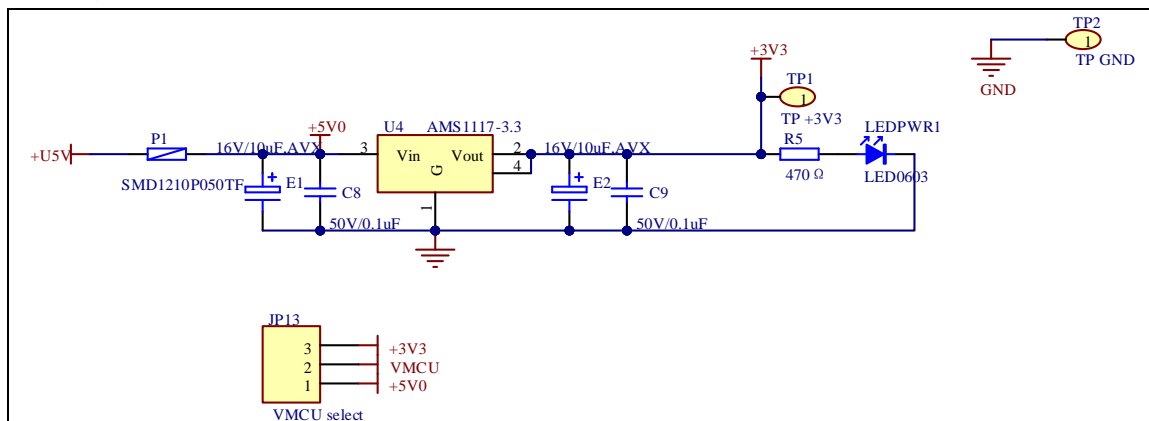 TP2
1
TP GND
GND
+3V3
TP1
1
TP +3V3
P1
+5V0
U4 AMS1117-3.3
R5
LEDPWR1
+U5V
16V/10uF,AVX
3
Vin
Vout
2
4
16V/10uF,AVX
SMD1210P050TF
+
E1
C8
G
1
+
E2
C9
470 Ω
LED0603
50V/0.1uF
50V/0.1uF
JP13
3
+3V3
2
VMCU
1
+5V0
VMCU select